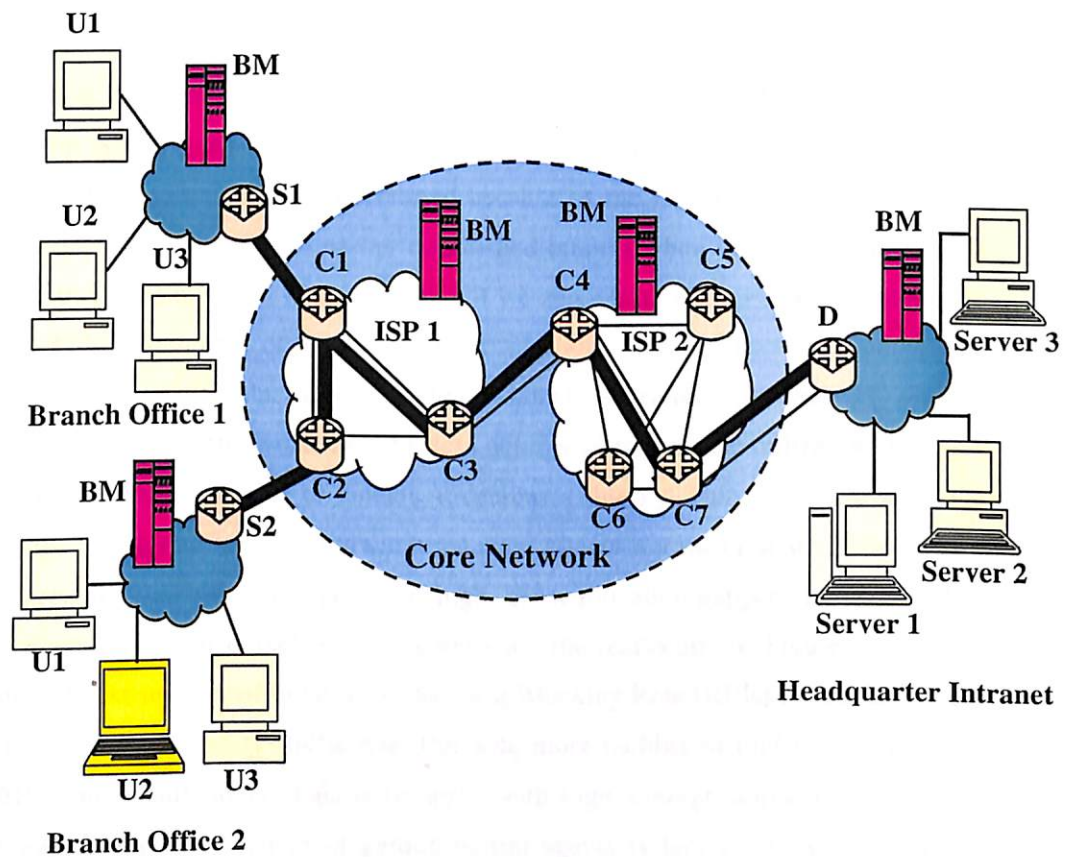 U1
BM
S1
U2
U3
Branch Office 1
BM
C1
ISP 1
C2
C3
BM
C4
C5
ISP 2
C6
C7
Core Network
BM
D
Server 3
Server 2
Server 1
Headquarter Intranet
BM
S2
U1
U2
U3
Branch Office 2